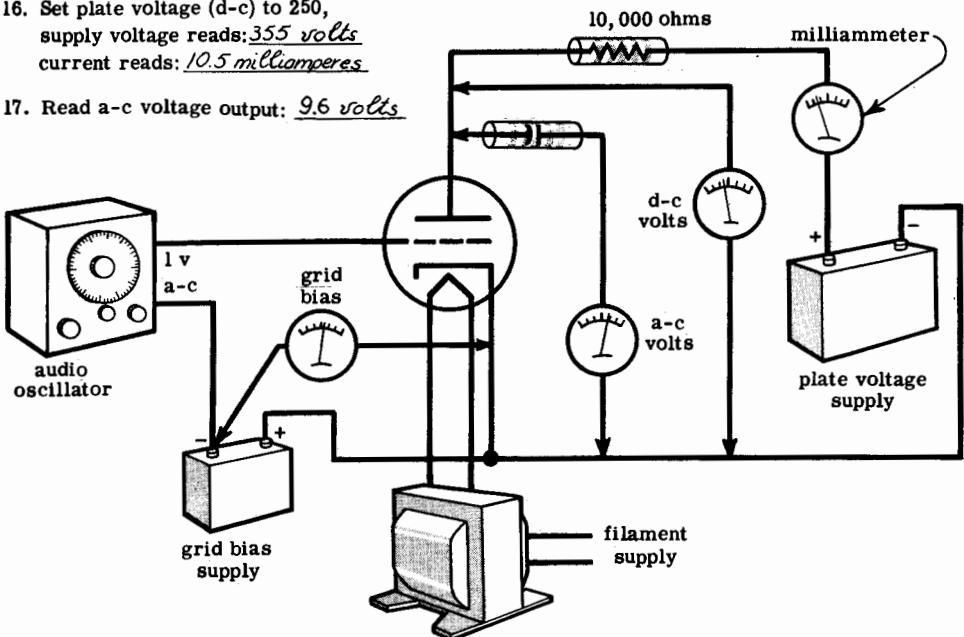 16. Set plate voltage (d-c) to 250,
supply voltage reads: 355 volts
current reads: 10.5 milliamperes
17. Read a-c voltage output: 9.6 volts
10,000 ohms
milliammeter
d-c
volts
+
-
1 v
a-c
grid
bias
a-c
volts
audio
oscillator
plate voltage
supply
-
+
grid bias
supply
filament
supply